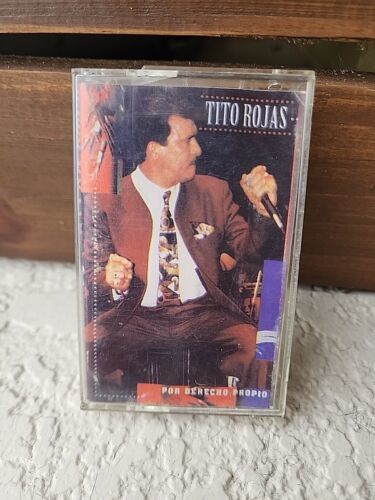 TITO ROJAS
POR DERECHO PROPIO